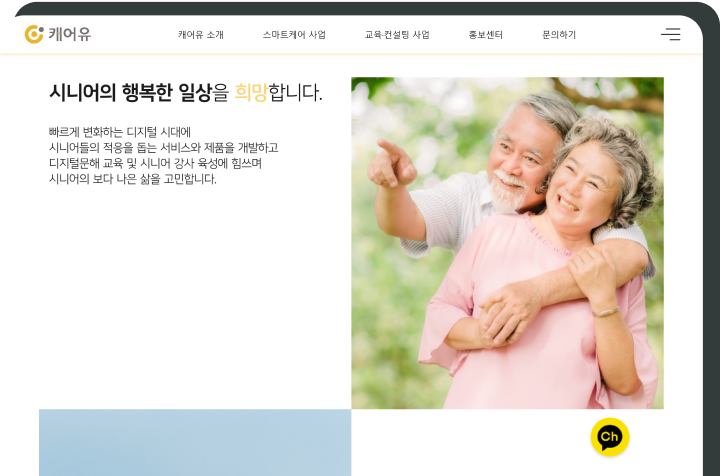 캐어유
캐어유 소개
스마트케어 사업
교육·컨설팅 사업
홍보센터
문의하기
시니어의 행복한 일상을 희망합니다.
빠르게 변화하는 디지털 시대에
시니어들의 적응을 돕는 서비스와 제품을 개발하고
디지털문해 교육 및 시니어 강사 육성에 힘쓰며
시니어의 보다 나은 삶을 고민합니다.
Ch